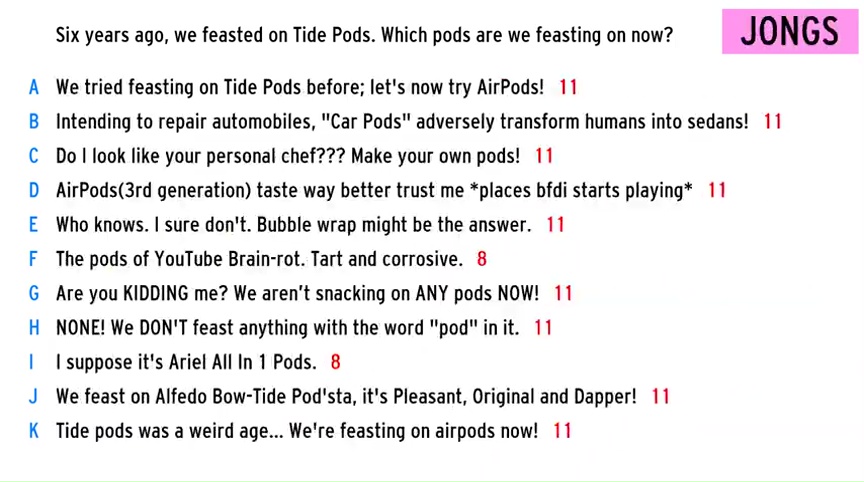 Six years ago, we feasted on Tide Pods. Which pods are we feasting on now?
JONGS
A We tried feasting on Tide Pods before; let's now try AirPods! 11
B Intending to repair automobiles, "Car Pods" adversely transform humans into sedans! 11
C Do I look like your personal chef??? Make your own pods! 11
D AirPods(3rd generation) taste way better trust me *places bfdi starts playing* 11
E Who knows. I sure don't. Bubble wrap might be the answer. 11
F The pods of YouTube Brain-rot. Tart and corrosive. 8
G Are you KIDDING me? We aren’t snacking on ANY pods NOW! 11
H NONE! We DON'T feast anything with the word "pod" in it. 11
I I suppose it's Ariel All In 1 Pods. 8
J We feast on Alfedo Bow-Tide Pod'sta, it's Pleasant, Original and Dapper! 11
K Tide pods was a weird age... We're feasting on airpods now! 11